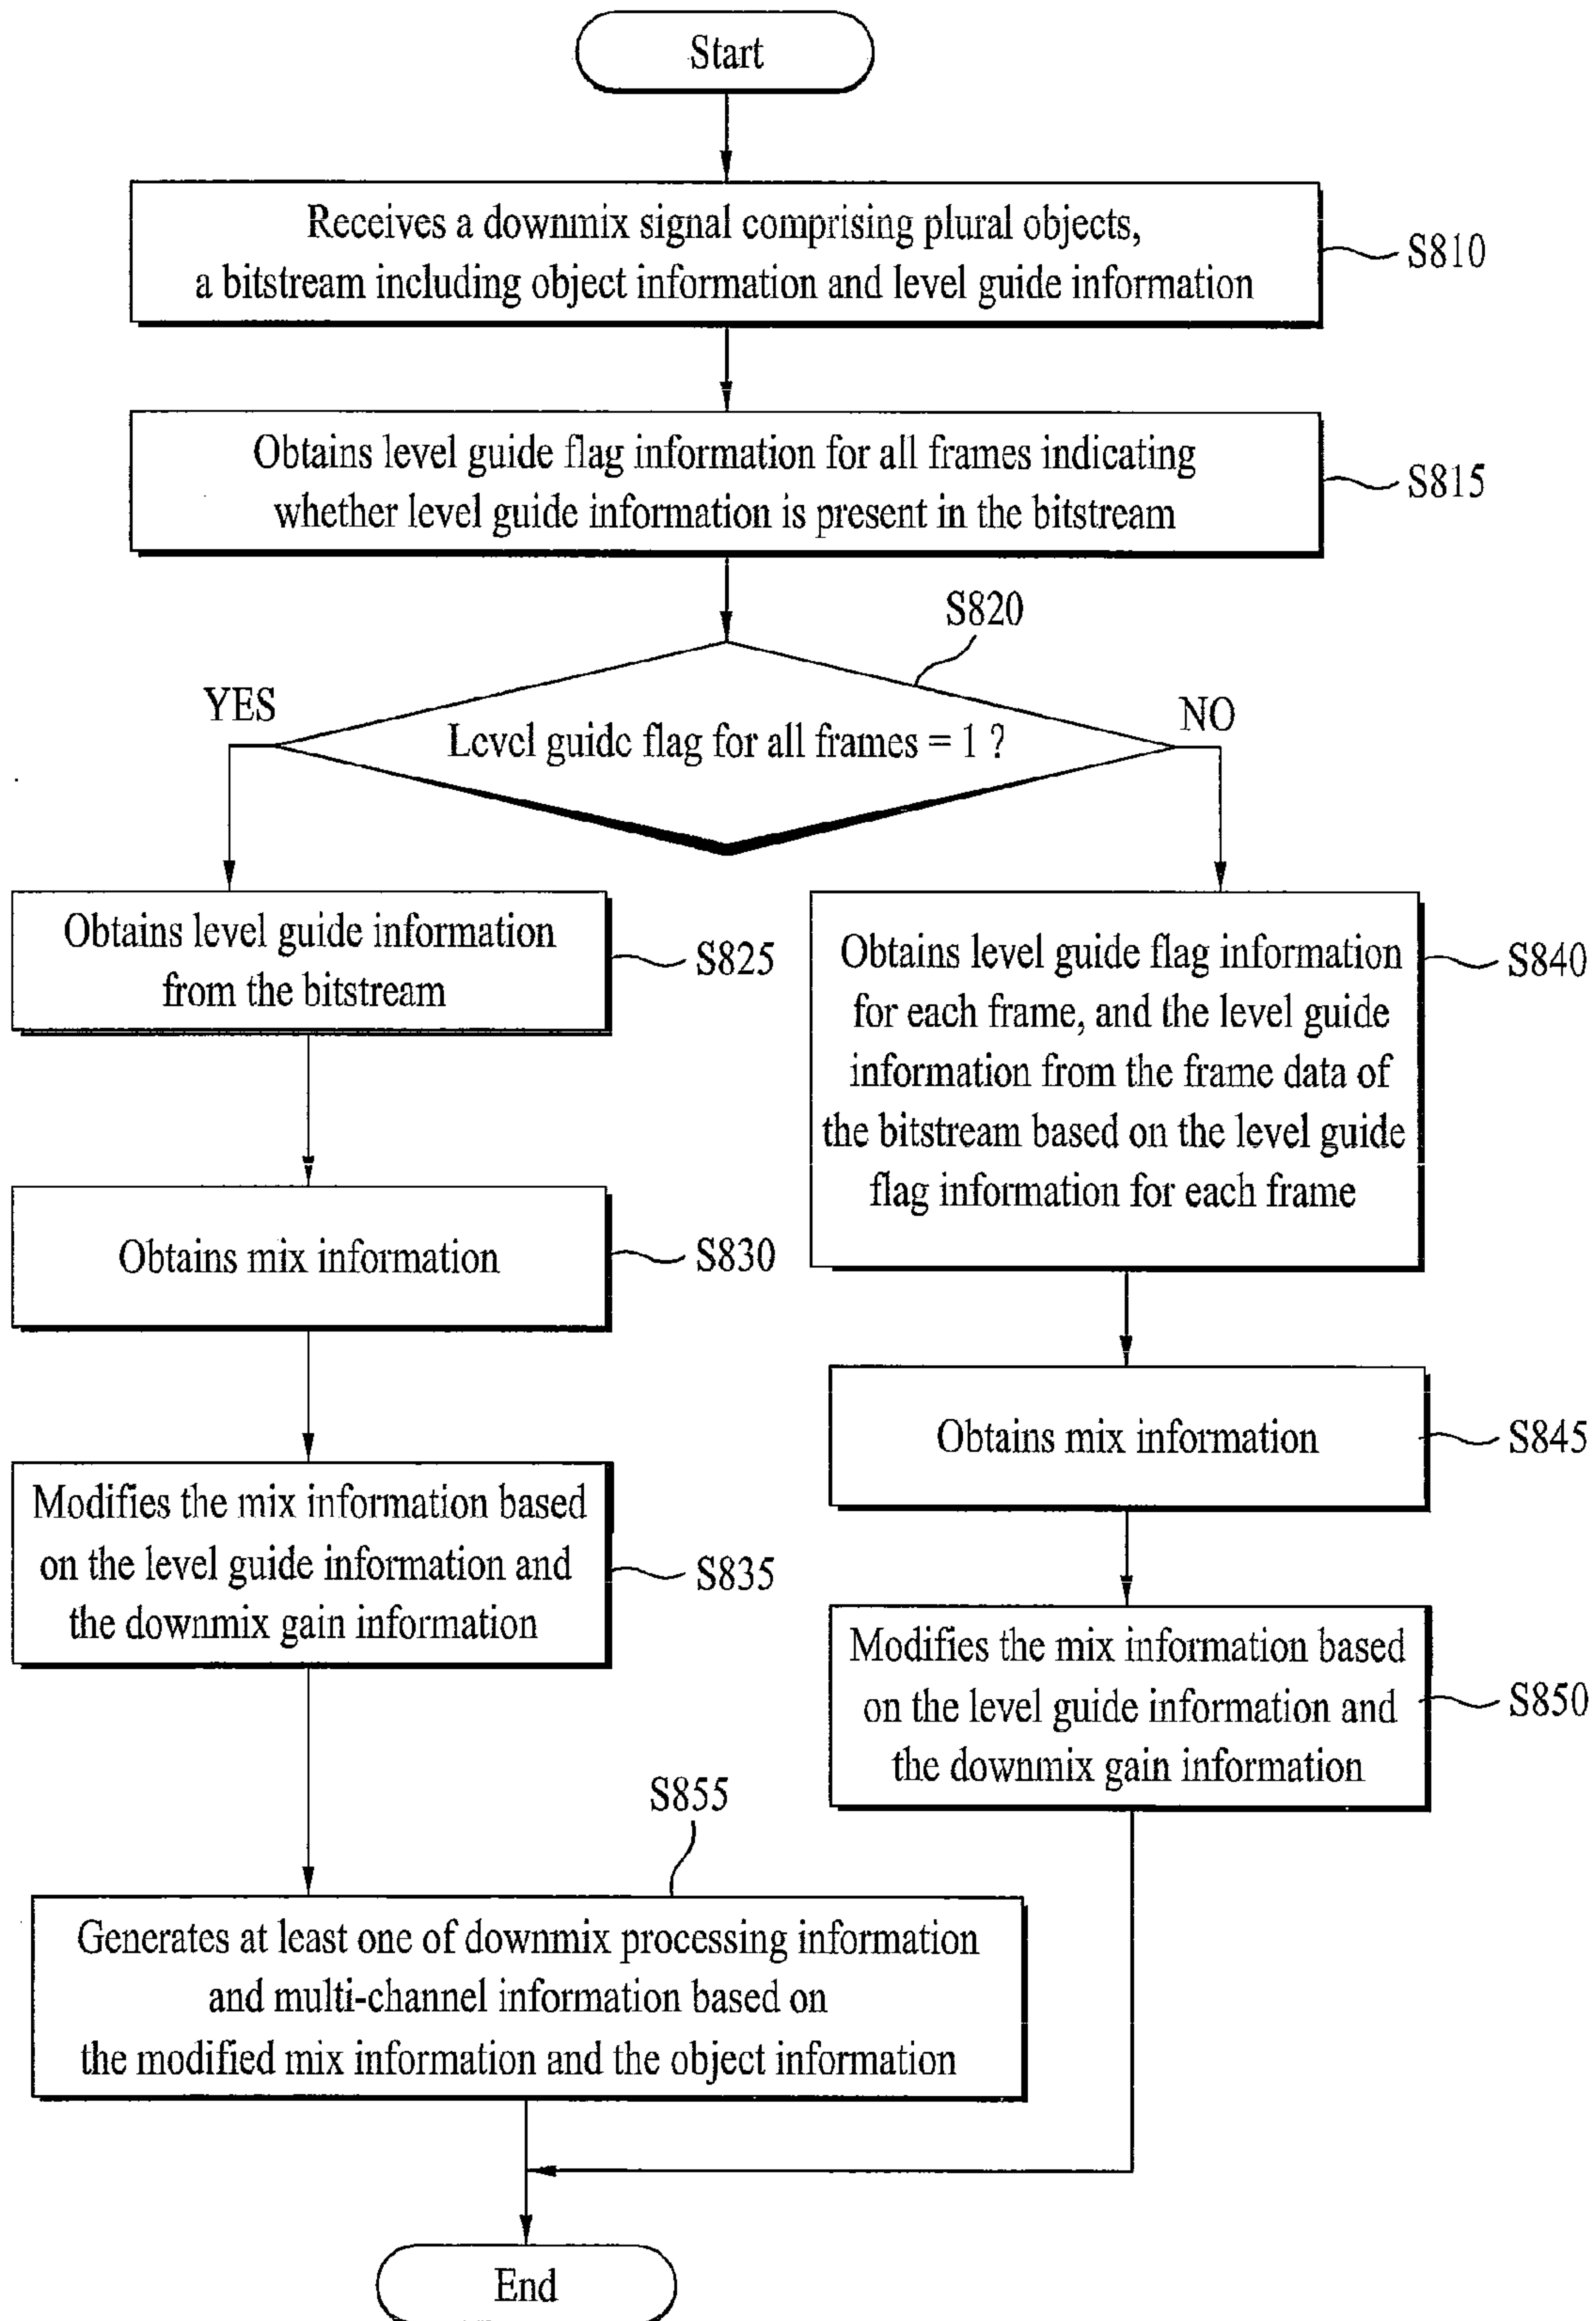 Start
Receives a downmix signal comprising plural objects,
a bitstream including object information and level guide information
S810
Obtains level guide flag information for all frames indicating
whether level guide information is present in the bitstream
S815
S820
YES
Level guide flag for all frames = 1 ?
NO
Obtains level guide information
from the bitstream
S825
Obtains level guide flag information
for each frame, and the level guide
information from the frame data of
the bitstream based on the level guide
flag information for each frame
S840
Obtains mix information
S830
Obtains mix information
S845
Modifies the mix information based
on the level guide information and
the downmix gain information
S835
Modifies the mix information based
on the level guide information and
the downmix gain information
S850
S855
Generates at least one of downmix processing information
and multi-channel information based on
the modified mix information and the object information
End